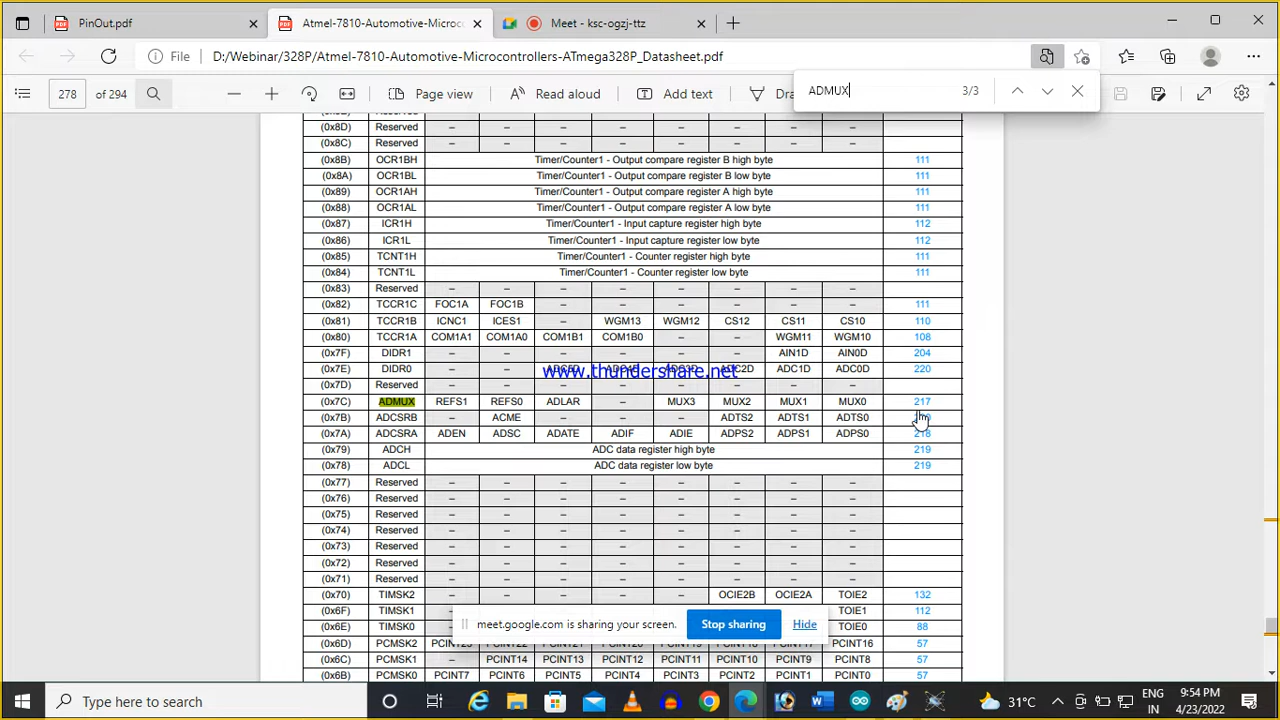 PinOut.pdf
Atmel-7810-Automotive-Microco
Meet - ksc-ogzj-ttz
File D:/Webinar/328P/Atmel-7810-Automotive-Microcontrollers-ATmega328P_Datasheet.pdf
278 of 294 Page view Read aloud Add text
ADMUX 3/3
(0x8D) Reserved – – – – – – – –
(0x8C) Reserved – – – – – – – –
(0x8B) OCR1BH Timer/Counter1 - Output compare register B high byte 111
(0x8A) OCR1BL Timer/Counter1 - Output compare register B low byte 111
(0x89) OCR1AH Timer/Counter1 - Output compare register A high byte 111
(0x88) OCR1AL Timer/Counter1 - Output compare register A low byte 111
(0x87) ICR1H Timer/Counter1 - Input capture register high byte 112
(0x86) ICR1L Timer/Counter1 - Input capture register low byte 112
(0x85) TCNT1H Timer/Counter1 - Counter register high byte 111
(0x84) TCNT1L Timer/Counter1 - Counter register low byte 111
(0x83) Reserved – – – – – – – –
(0x82) TCCR1C FOC1A FOC1B – – – – – – 111
(0x81) TCCR1B ICNC1 ICES1 – WGM13 WGM12 CS12 CS11 CS10 110
(0x80) TCCR1A COM1A1 COM1A0 COM1B1 COM1B0 – – WGM11 WGM10 108
(0x7F) DIDR1 – – – – – – AIN1D AIN0D 204
(0x7E) DIDR0 – – ADC5D ADC4D ADC3D ADC2D ADC1D ADC0D 220
www.thundershare.net
(0x7D) Reserved – – – – – – – –
(0x7C) ADMUX REFS1 REFS0 ADLAR – MUX3 MUX2 MUX1 MUX0 217
(0x7B) ADCSRB – ACME – – – ADTS2 ADTS1 ADTS0
(0x7A) ADCSRA ADEN ADSC ADATE ADIF ADIE ADPS2 ADPS1 ADPS0 218
(0x79) ADCH ADC data register high byte 219
(0x78) ADCL ADC data register low byte 219
(0x77) Reserved – – – – – – – –
(0x76) Reserved – – – – – – – –
(0x75) Reserved – – – – – – – –
(0x74) Reserved – – – – – – – –
(0x73) Reserved – – – – – – – –
(0x72) Reserved – – – – – – – –
(0x71) Reserved – – – – – – – –
(0x70) TIMSK2 – – – – – OCIE2B OCIE2A TOIE2 132
(0x6F) TIMSK1 TOIE1 112
(0x6E) TIMSK0 TOIE0 88
meet.google.com is sharing your screen. Stop sharing Hide
(0x6D) PCMSK2 PCINT23 PCINT22 PCINT21 PCINT20 PCINT19 PCINT18 PCINT17 PCINT16 57
(0x6C) PCMSK1 – PCINT14 PCINT13 PCINT12 PCINT11 PCINT10 PCINT9 PCINT8 57
(0x6B) PCMSK0 PCINT7 PCINT6 PCINT5 PCINT4 PCINT3 PCINT2 PCINT1 PCINT0 57
Type here to search
31°C
ENG
IN
9:54 PM
4/23/2022